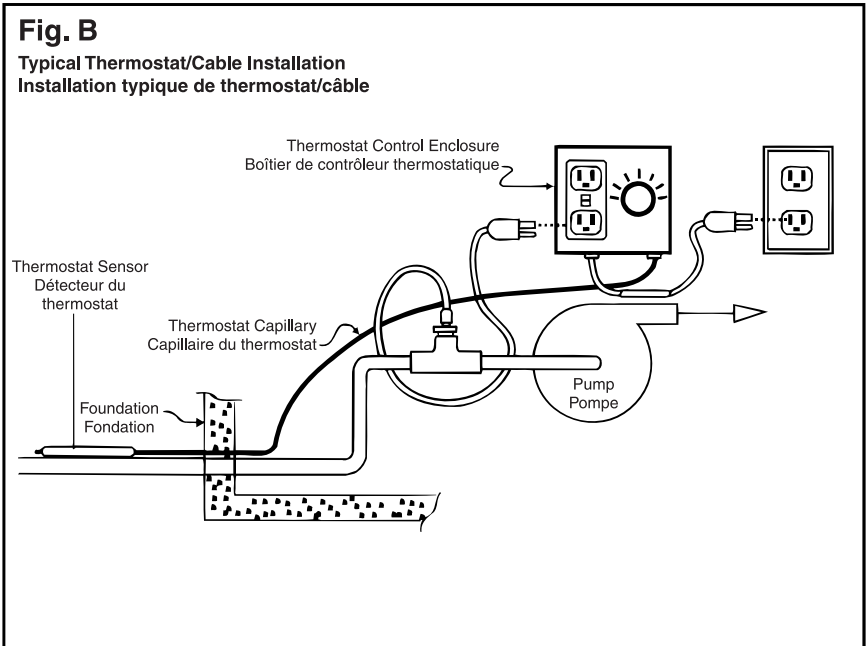 Fig. B
Typical Thermostat/Cable Installation
Installation typique de thermostat/câble
Thermostat Control Enclosure
Boîtier de contrôleur thermostatique
Thermostat Sensor
Détecteur du
thermostat
Thermostat Capillary
Capillaire du thermostat
Foundation
Fondation
Pump
Pompe